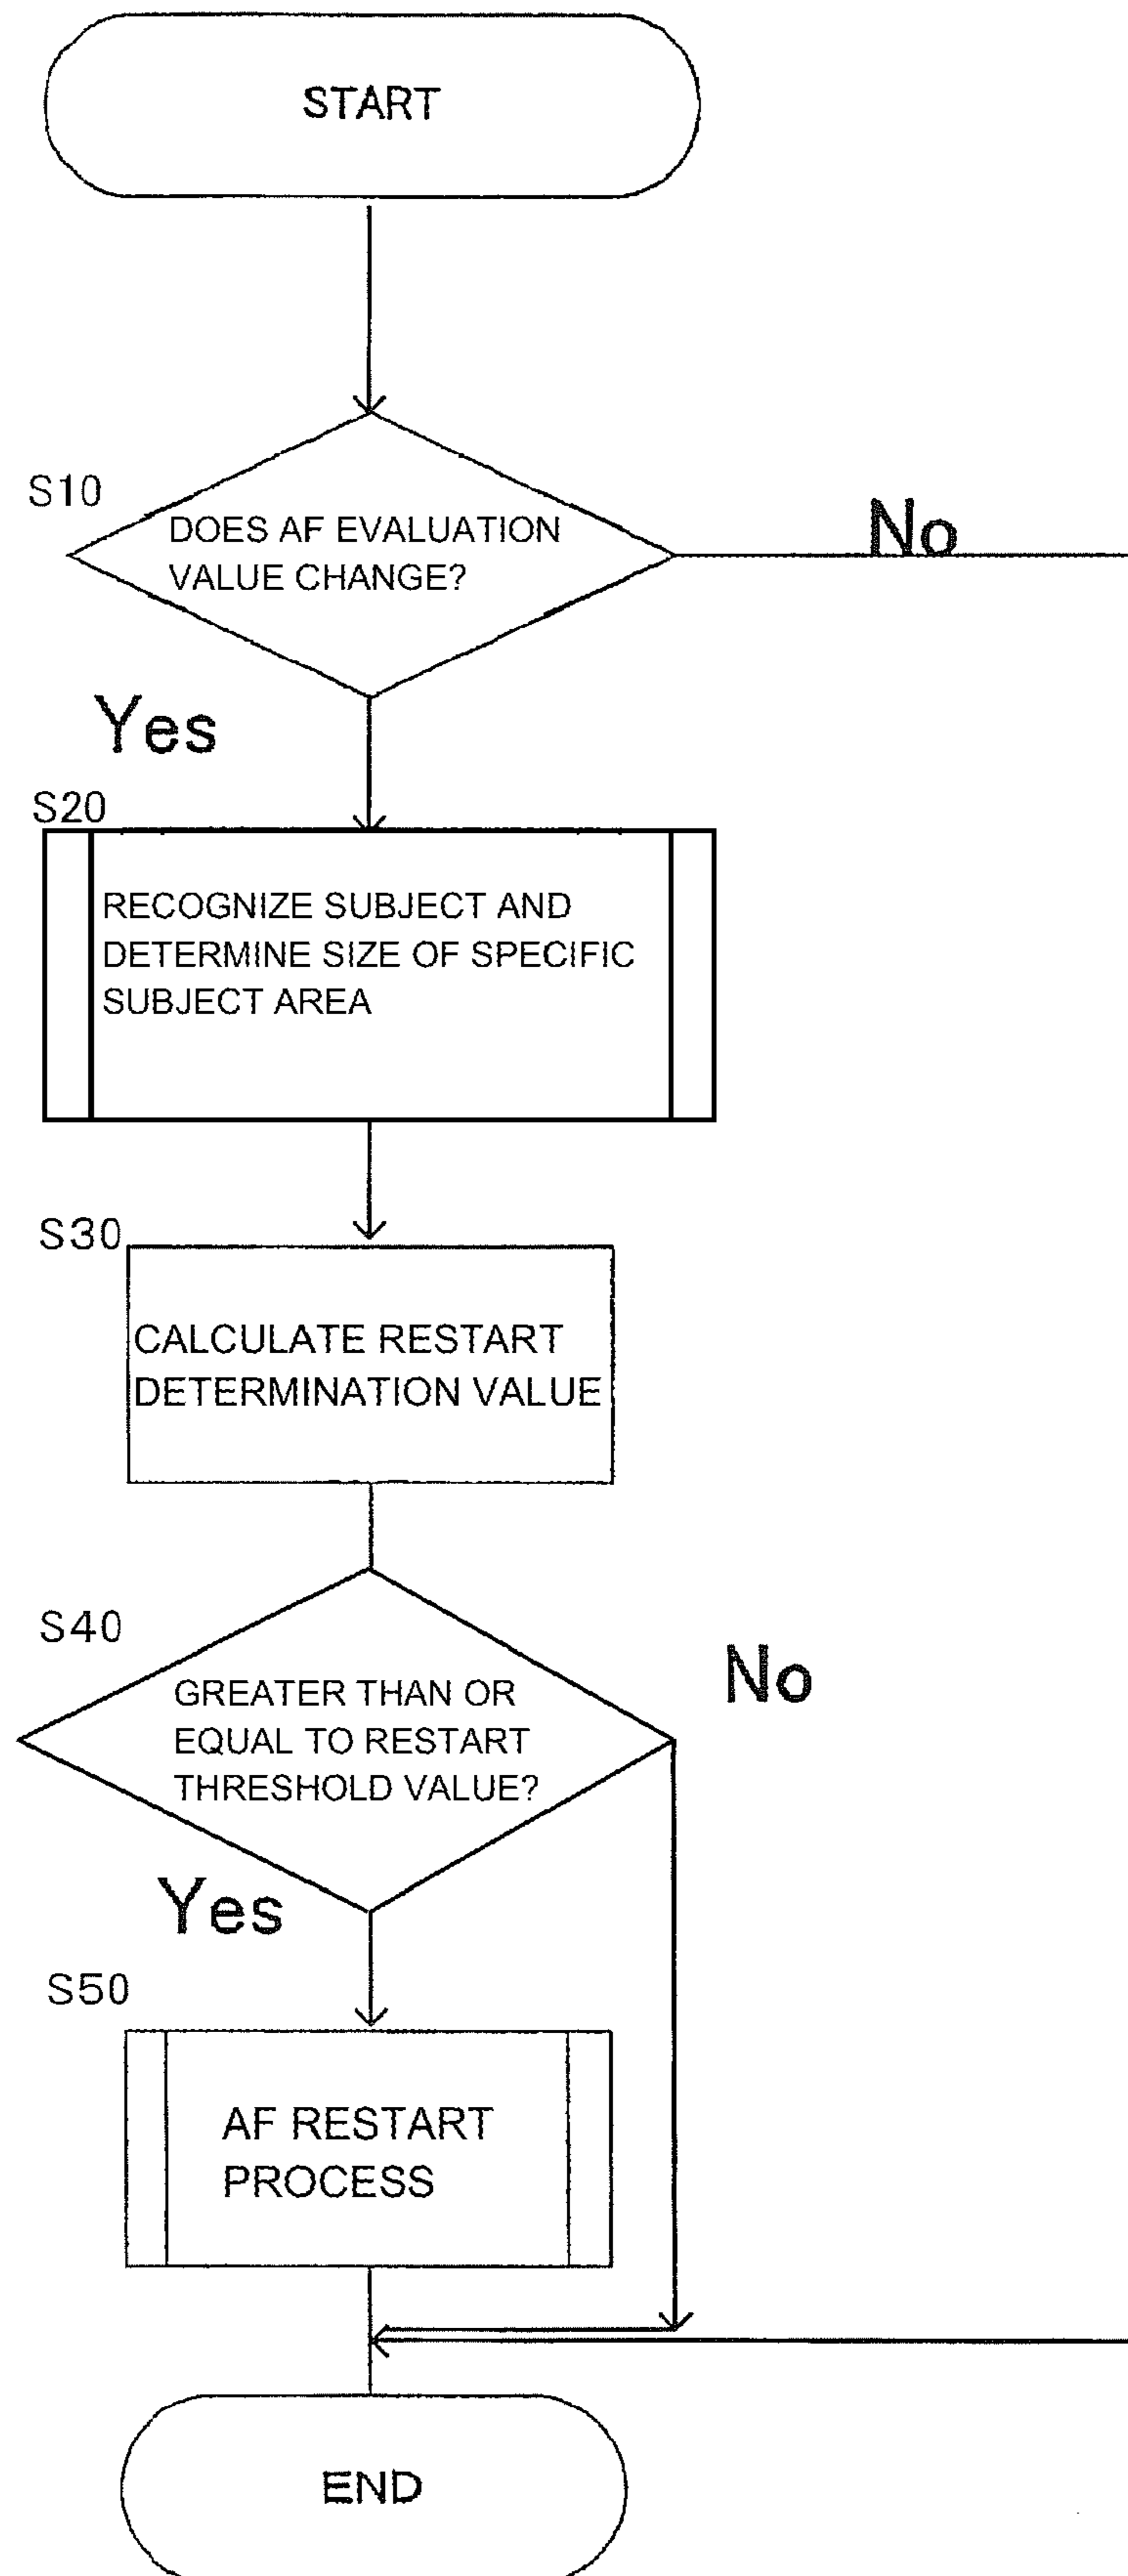 START
S10
DOES AF EVALUATION
VALUE CHANGE?
No
Yes
S20
RECOGNIZE SUBJECT AND
DETERMINE SIZE OF SPECIFIC
SUBJECT AREA
S30
CALCULATE RESTART
DETERMINATION VALUE
S40
GREATER THAN OR
EQUAL TO RESTART
THRESHOLD VALUE?
No
Yes
S50
AF RESTART
PROCESS
END